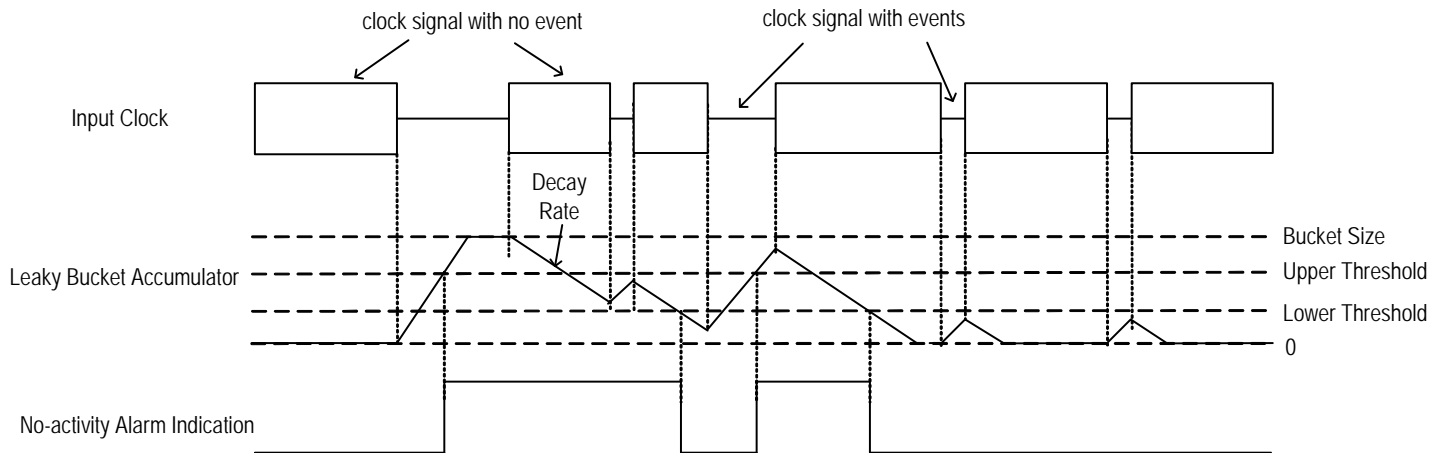 clock signal with no event
clock signal with events
Input Clock
Decay
Rate
Bucket Size
Leaky Bucket Accumulator
Upper Threshold
Lower Threshold
0
No-activity Alarm Indication